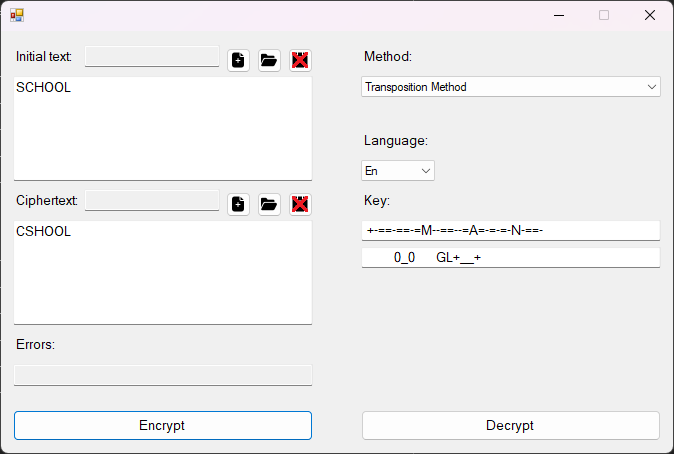 Initial text:
SCHOOL
Ciphertext:
CSHOOL
Errors:
Encrypt
Method:
Transposition Method
Language:
En
Key:
+-==-==-=M--==--=A=-=-=-N-==-
0_0 GL+__+
Decrypt